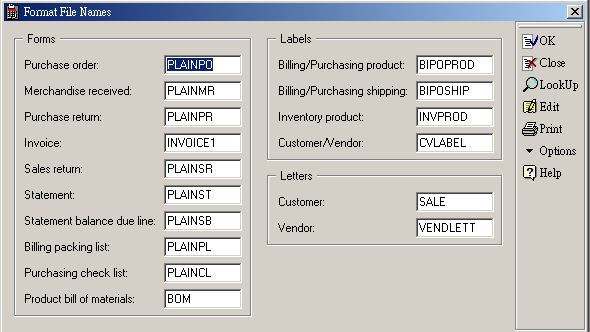 Format File Names
Forms
Purchase order: PLAINPO
Merchandise received: PLAINMR
Purchase return: PLAINPR
Invoice: INVOICE1
Sales return: PLAINSR
Statement: PLAINST
Statement balance due line: PLAINSB
Billing packing list: PLAINPL
Purchasing check list: PLAINCL
Product bill of materials: BOM
Labels
Billing/Purchasing product: BIPOPROD
Billing/Purchasing shipping: BIPOSHIP
Inventory product: INVPROD
Customer/Vendor: CVLABEL
Letters
Customer: SALE
Vendor: VENDLETT
OK
Close
LookUp
Edit
Print
Options
Help